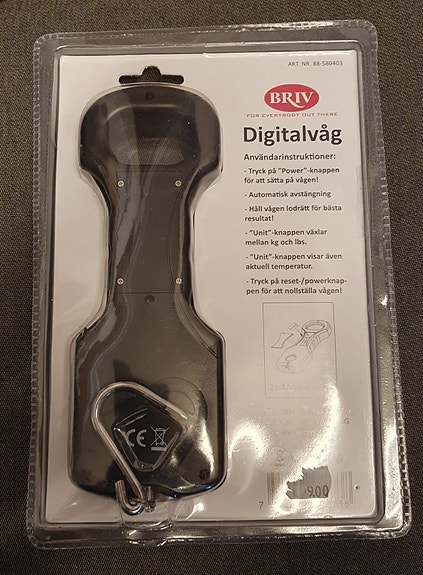 ART. NR. 88-580403
BRIV
FOR EVERYBODY OUT THERE
Digitalvåg
Användarinstruktioner:
- Tryck på "Power"-knappen
för att sätta på vågen!
- Automatisk avstängning
- Håll vågen lodrätt för bästa
resultat!
- "Unit"-knappen växlar
mellan kg och lbs.
- "Unit"-knappen visar även
aktuell temperatur.
- Tryck på reset-/powerknap-
pen för att nollställa vågen!
CE
7